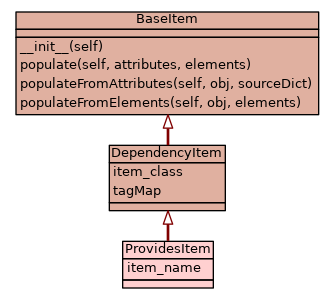 BaseItem
__init__(self)
populate(self, attributes, elements)
populateFromAttributes(self, obj, sourceDict)
populateFromElements(self, obj, elements)
DependencyItem
item_class
tagMap
ProvidesItem
item_name